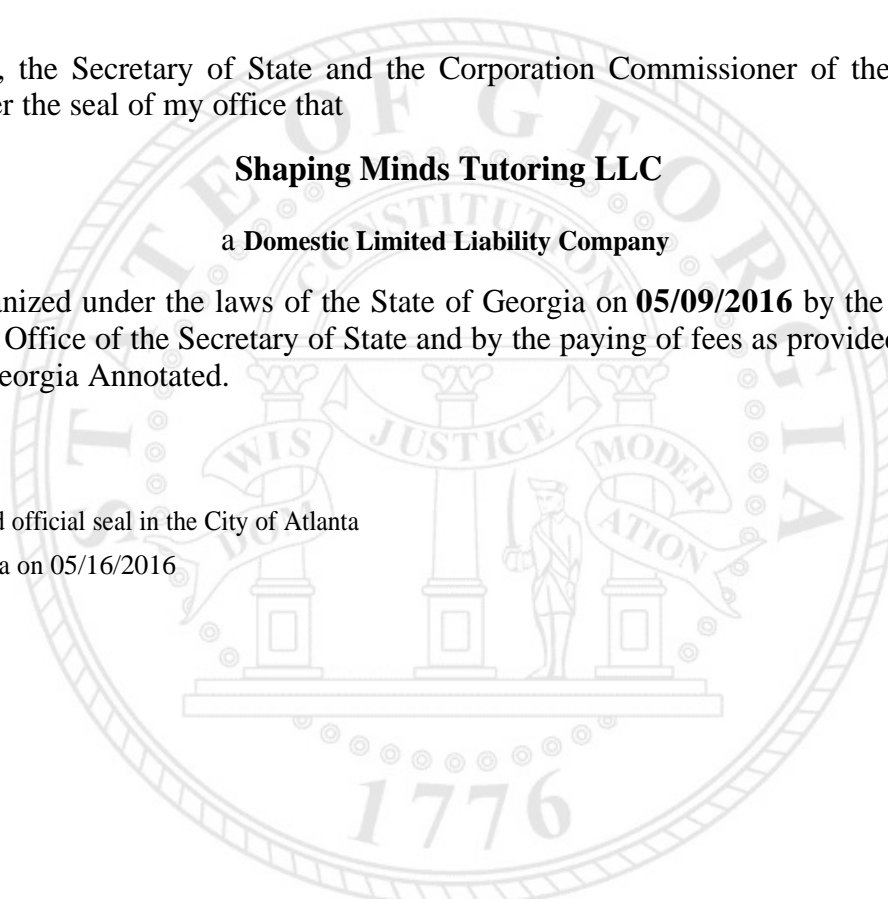 , the Secretary of State and the Corporation Commissioner of the
er the seal of my office that
Shaping Minds Tutoring LLC
a Domestic Limited Liability Company
anized under the laws of the State of Georgia on 05/09/2016 by the
Office of the Secretary of State and by the paying of fees as provided
eorgia Annotated.
d official seal in the City of Atlanta
a on 05/16/2016
STATE OF GEORGIA
CONSTITUTION
WISDOM
JUSTICE
MODERATION
1776